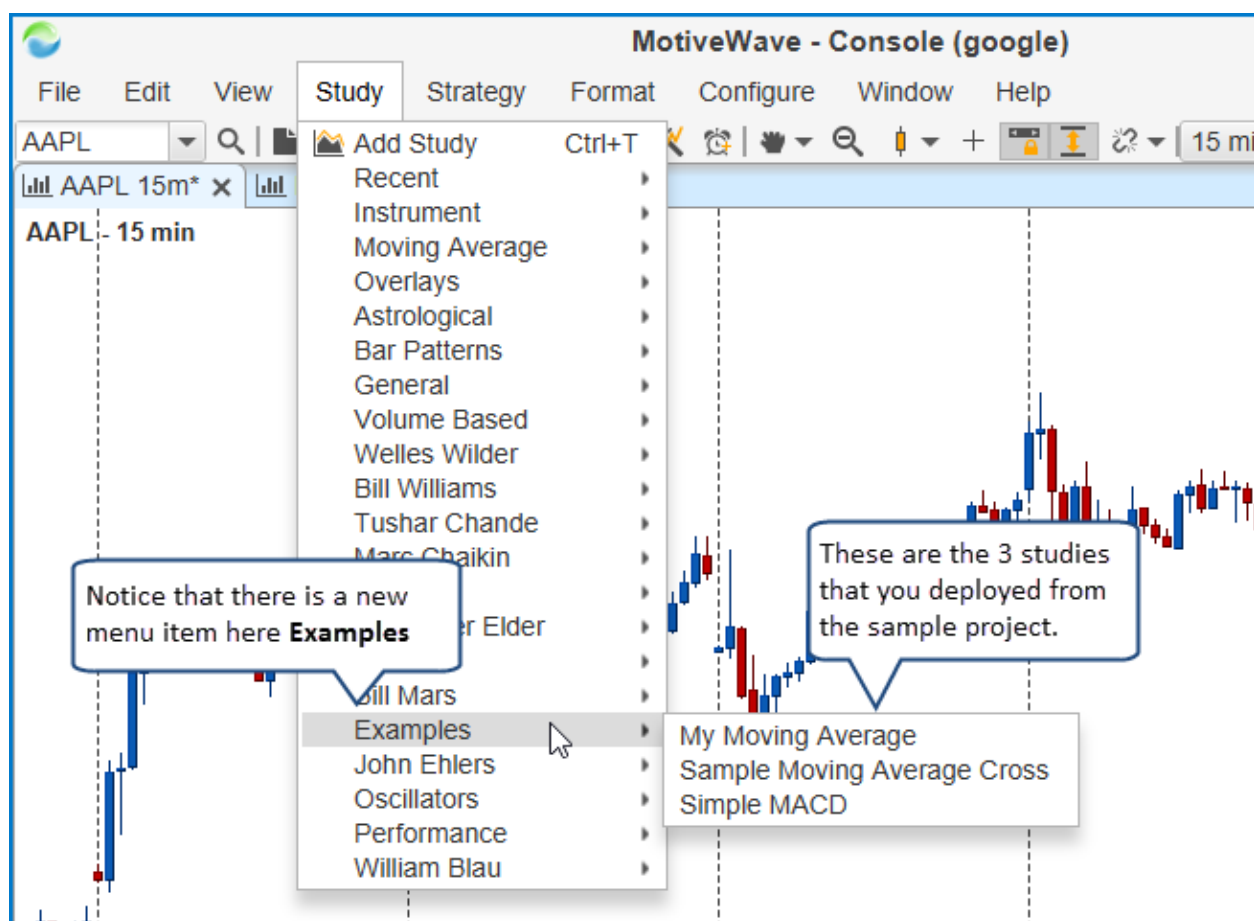 MotiveWave - Console (google)
File Edit View Study Strategy Format Configure Window Help
AAPL
15 mi
AAPL 15m*
AAPL - 15 min
Add Study Ctrl+T
Recent
Instrument
Moving Average
Overlays
Astrological
Bar Patterns
General
Volume Based
Welles Wilder
Bill Williams
Tushar Chande
Marc Chaikin
er Elder
Bill Mars
Examples
John Ehlers
Oscillators
Performance
William Blau
Notice that there is a new
menu item here Examples
These are the 3 studies
that you deployed from
the sample project.
My Moving Average
Sample Moving Average Cross
Simple MACD